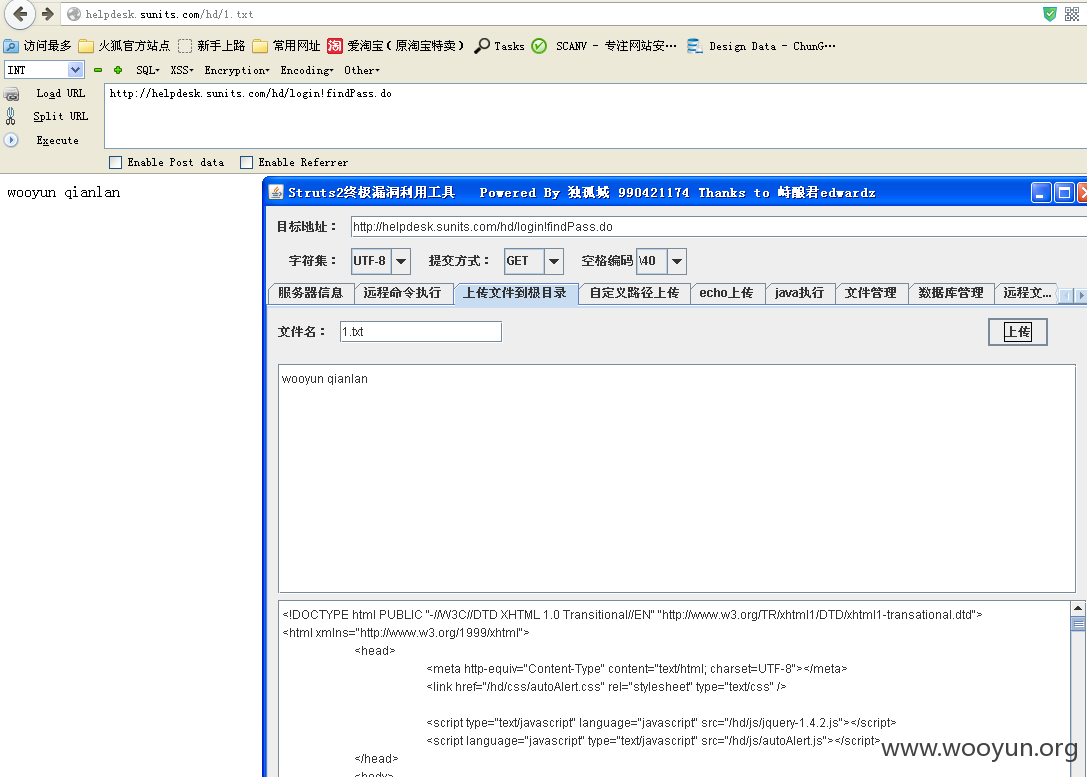 helpdesk.sunits.com/hd/1.txt
访问最多 火狐官方站点 新手上路 常用网址 淘 爱淘宝（原淘宝特卖） Tasks SCANV - 专注网站安… Design Data - ChunG…
INT SQL▾ XSS▾ Encryption▾ Encoding▾ Other▾
Load URL http://helpdesk.sunits.com/hd/login!findPass.do
Split URL
Execute
Enable Post data Enable Referrer
wooyun qianlan
Struts2终极漏洞利用工具 Powered By 独孤城 990421174 Thanks to 峙酿君edwardz
目标地址： http://helpdesk.sunits.com/hd/login!findPass.do
字符集： UTF-8 提交方式： GET 空格编码 \40
服务器信息 远程命令执行 上传文件到根目录 自定义路径上传 echo上传 java执行 文件管理 数据库管理 远程文...
文件名： 1.txt 上传
wooyun qianlan
<!DOCTYPE html PUBLIC "-//W3C//DTD XHTML 1.0 Transitional//EN" "http://www.w3.org/TR/xhtml1/DTD/xhtml1-transational.dtd">
<html xmlns="http://www.w3.org/1999/xhtml">
<head>
<meta http-equiv="Content-Type" content="text/html; charset=UTF-8"></meta>
<link href="/hd/css/autoAlert.css" rel="stylesheet" type="text/css" />
<script type="text/javascript" language="javascript" src="/hd/js/jquery-1.4.2.js"></script>
<script language="javascript" type="text/javascript" src="/hd/js/autoAlert.js"></script>
</head>
<body>
www.wooyun.org